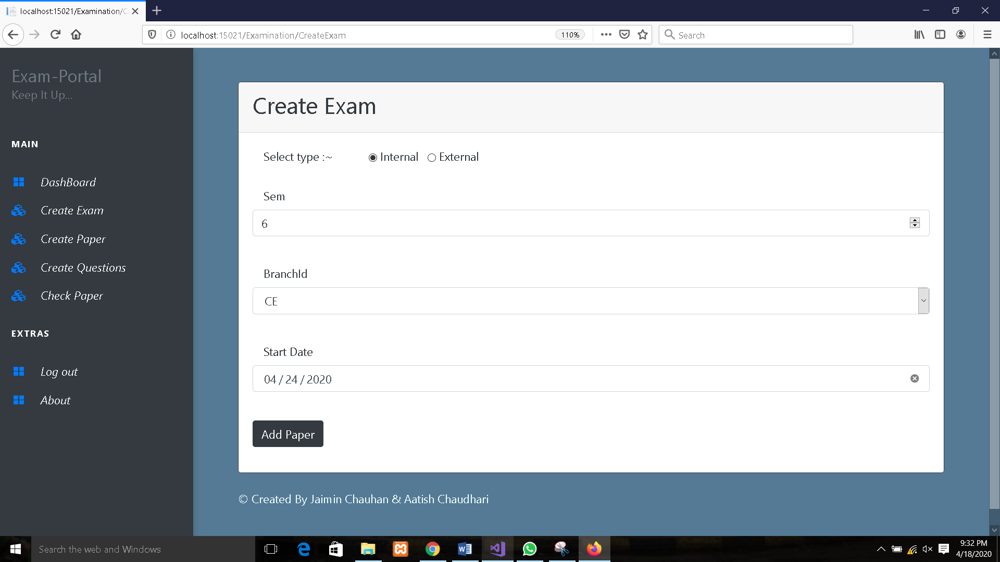 localhost:15021/Examination/C
localhost:15021/Examination/CreateExam
110%
Search
Exam-Portal
Keep It Up...
MAIN
DashBoard
Create Exam
Create Paper
Create Questions
Check Paper
EXTRAS
Log out
About
Create Exam
Select type :~ Internal External
Sem
6
BranchId
CE
Start Date
04 / 24 / 2020
Add Paper
© Created By Jaimin Chauhan & Aatish Chaudhari
Search the web and Windows
9:32 PM
4/18/2020